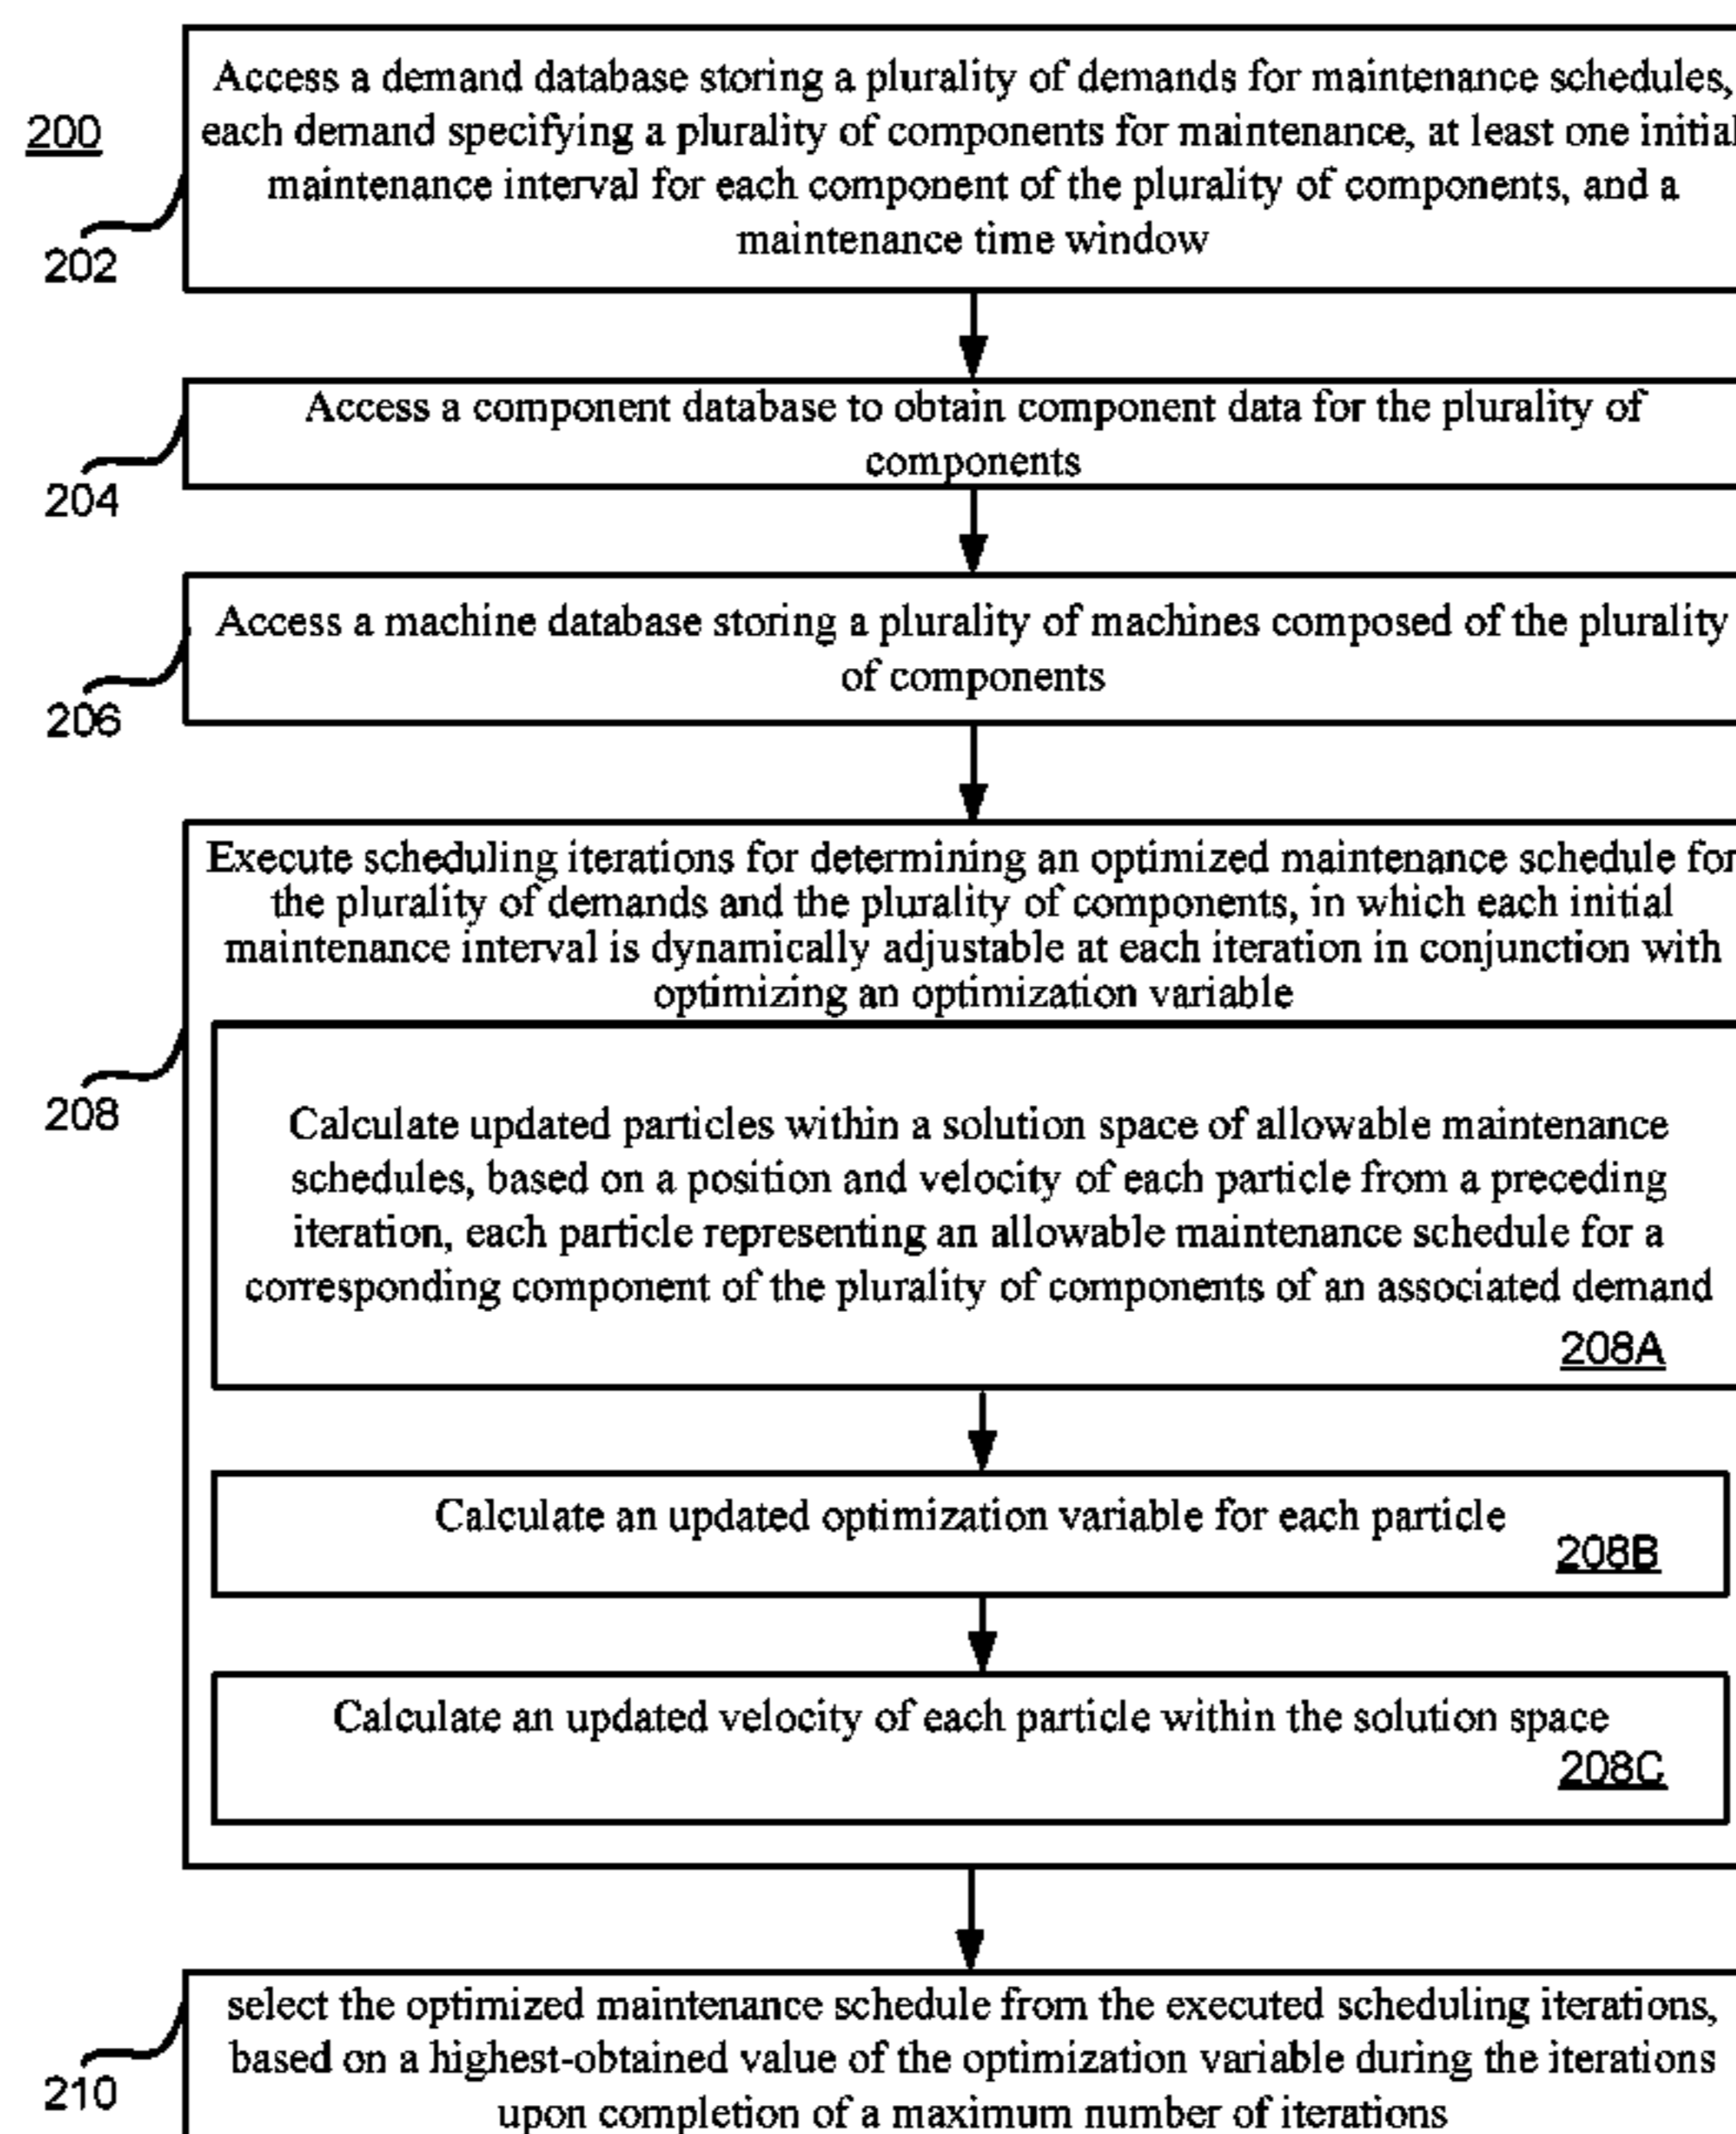 200
Access a demand database storing a plurality of demands for maintenance schedules,
each demand specifying a plurality of components for maintenance, at least one initial
maintenance interval for each component of the plurality of components, and a
maintenance time window
202
Access a component database to obtain component data for the plurality of
components
204
Access a machine database storing a plurality of machines composed of the plurality
of components
206
Execute scheduling iterations for determining an optimized maintenance schedule for
the plurality of demands and the plurality of components, in which each initial
maintenance interval is dynamically adjustable at each iteration in conjunction with
optimizing an optimization variable
208
Calculate updated particles within a solution space of allowable maintenance
schedules, based on a position and velocity of each particle from a preceding
iteration, each particle representing an allowable maintenance schedule for a
corresponding component of the plurality of components of an associated demand
208A
Calculate an updated optimization variable for each particle
208B
Calculate an updated velocity of each particle within the solution space
208C
select the optimized maintenance schedule from the executed scheduling iterations,
based on a highest-obtained value of the optimization variable during the iterations
upon completion of a maximum number of iterations
210